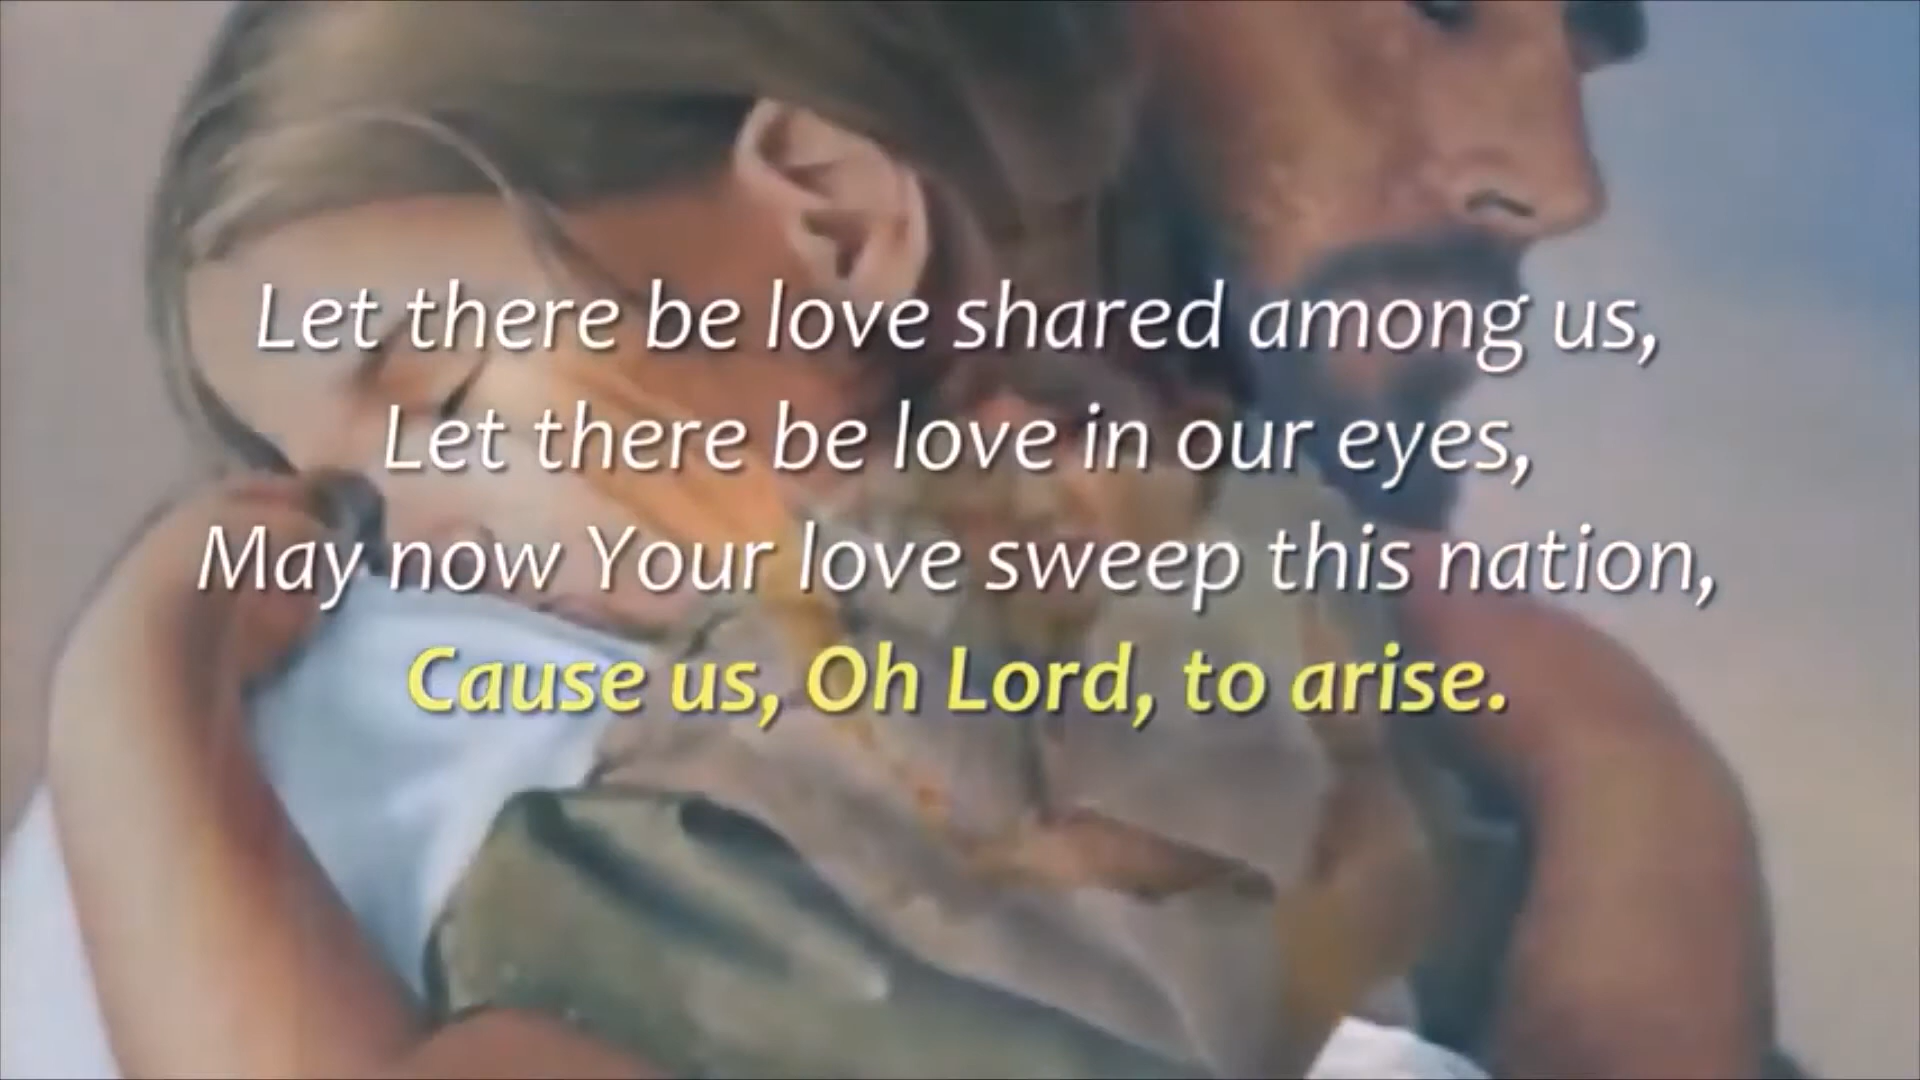 Let there be love shared among us,
Let there be love in our eyes,
May now Your love sweep this nation,
Cause us, Oh Lord, to arise.